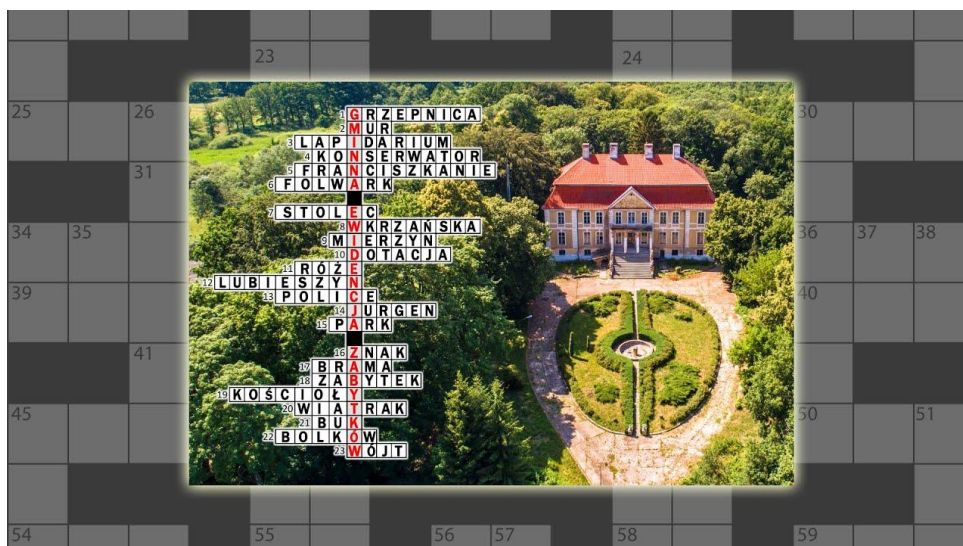 23 24
25 26 30
1 GRZEPNICA
2 MUR
3 LAPIDARIUM
4 KONSERWATOR
31
5 FRANCISZKANIE
6 FOLWARK
7 STOLEC
8 WKRZAŃSKA
34 35 36 37 38
9 MIERZYN
10 DOTACJA
11 RÓŻE
12 LUBIESZYN
39 40
13 POLICE
14 JURGEN
15 PARK
41
16 ZNAK
17 BRAMA
18 ZABYTEK
19 KOŚCIOŁY
45 50 51
20 WIATRAK
21 BUK
22 BOLKÓW
23 WÓJT
54 55 56 57 58 59